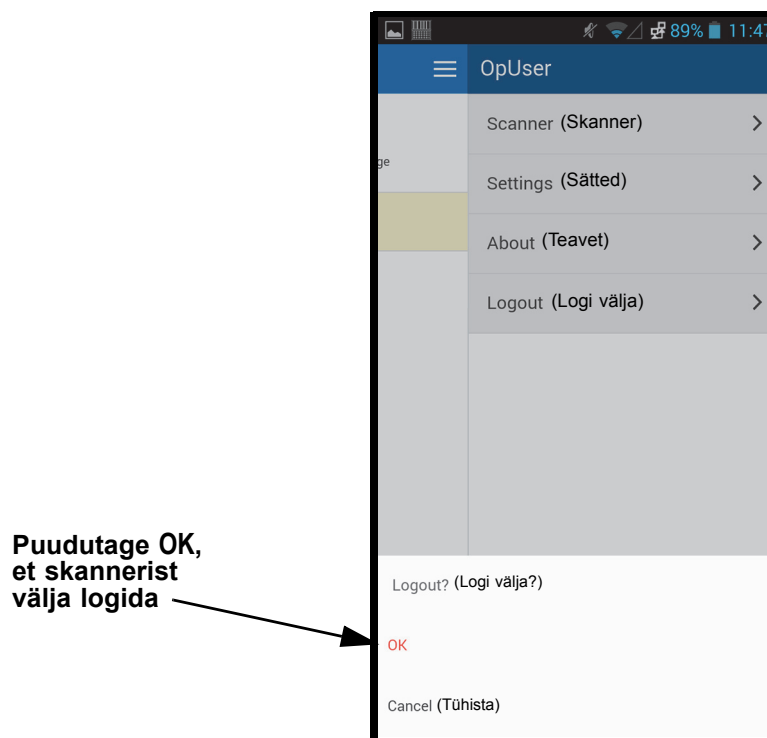 89% 11:47
OpUser
Scanner (Skanner)
ge
Settings (Sätted)
About (Teavet)
Logout (Logi välja)
Puudutage OK,
et skannerist
välja logida
Logout? (Logi välja?)
OK
Cancel (Tühista)